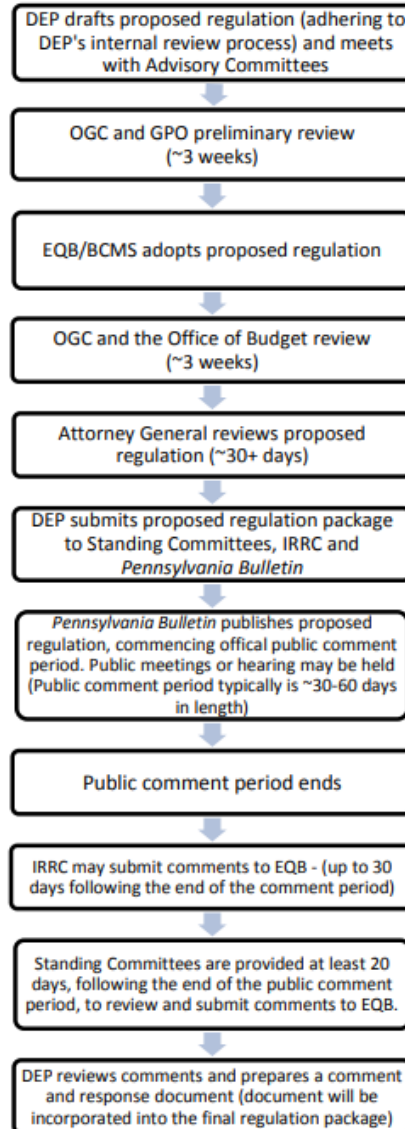 DEP drafts proposed regulation (adhering to
DEP's internal review process) and meets
with Advisory Committees
OGC and GPO preliminary review
(~3 weeks)
EQB/BCMS adopts proposed regulation
OGC and the Office of Budget review
(~3 weeks)
Attorney General reviews proposed
regulation (~30+ days)
DEP submits proposed regulation package
to Standing Committees, IRRC and
Pennsylvania Bulletin
Pennsylvania Bulletin publishes proposed
regulation, commencing offical public comment
period. Public meetings or hearing may be held
(Public comment period typically is ~30-60 days
in length)
Public comment period ends
IRRC may submit comments to EQB - (up to 30
days following the end of the comment period)
Standing Committees are provided at least 20
days, following the end of the public comment
period, to review and submit comments to EQB.
DEP reviews comments and prepares a comment
and response document (document will be
incorporated into the final regulation package)